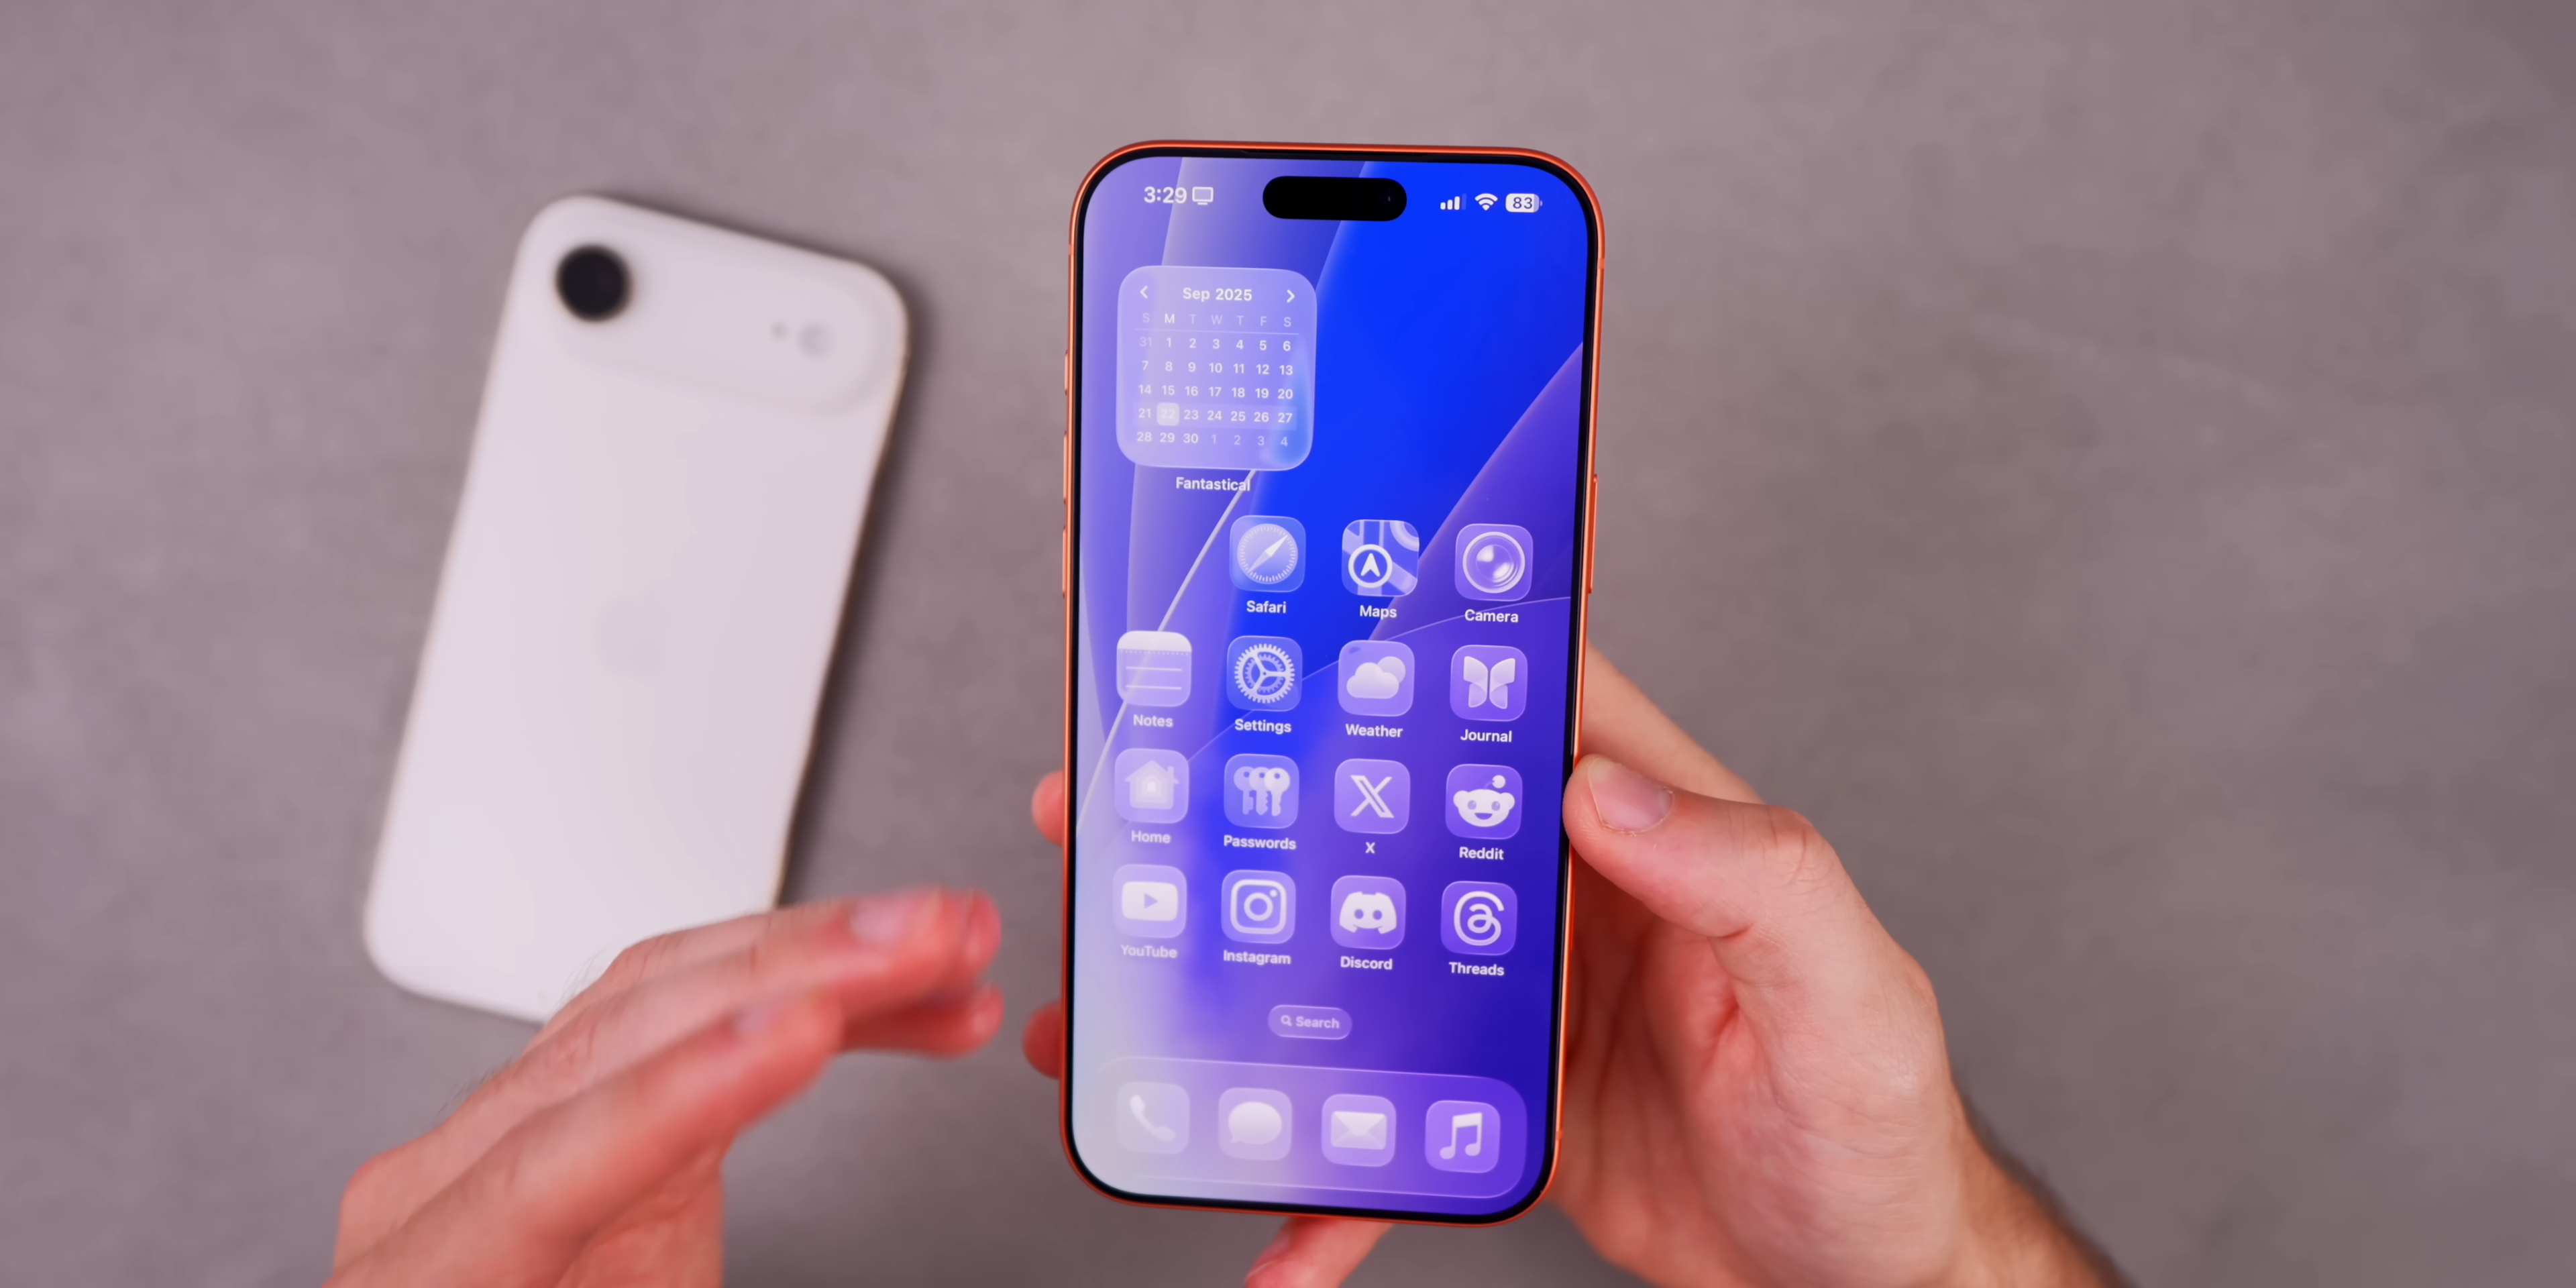 3:29
83
Sep 2025
S M T W T F S
31 1 2 3 4 5 6
7 8 9 10 11 12 13
14 15 16 17 18 19 20
21 22 23 24 25 26 27
28 29 30 1 2 3 4
Fantastical
Safari Maps Camera
Notes Settings Weather Journal
Home Passwords X Reddit
YouTube Instagram Discord Threads
Search